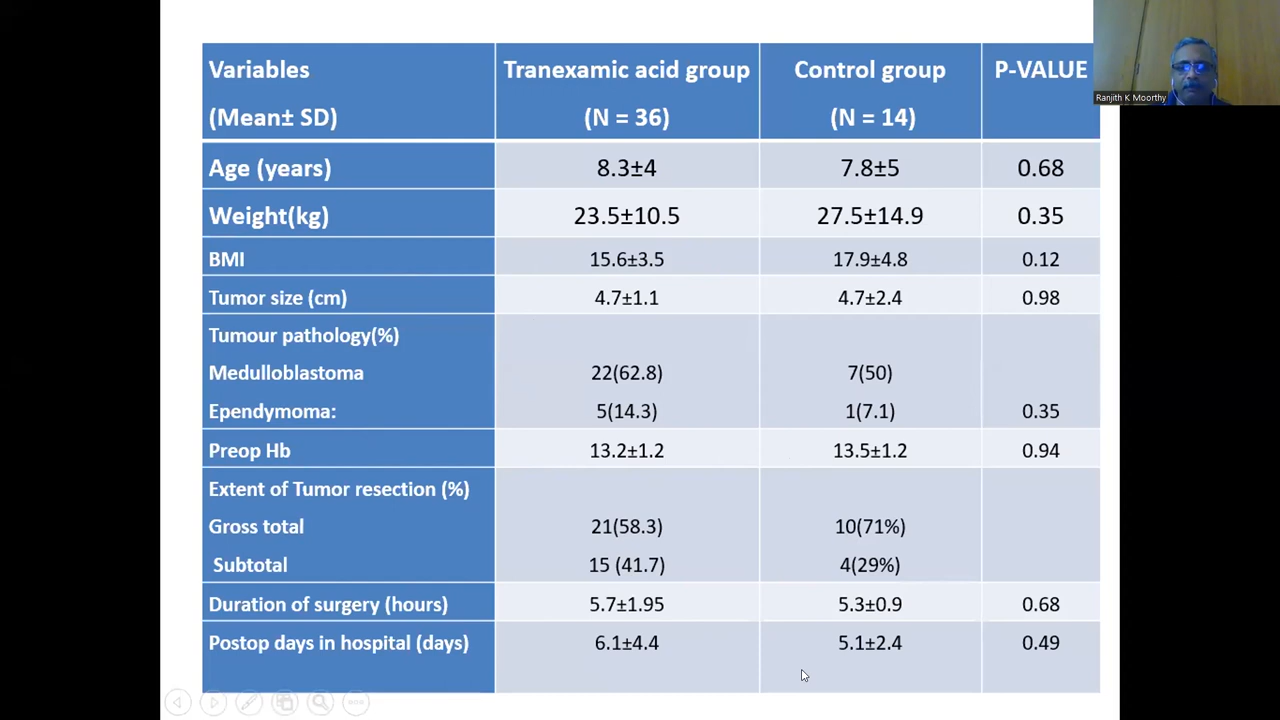 Variables Tranexamic acid group Control group P-VALUE
(Mean± SD) (N = 36) (N = 14)
Age (years) 8.3±4 7.8±5 0.68
Weight(kg) 23.5±10.5 27.5±14.9 0.35
BMI 15.6±3.5 17.9±4.8 0.12
Tumor size (cm) 4.7±1.1 4.7±2.4 0.98
Tumour pathology(%)
Medulloblastoma 22(62.8) 7(50)
Ependymoma: 5(14.3) 1(7.1) 0.35
Preop Hb 13.2±1.2 13.5±1.2 0.94
Extent of Tumor resection (%)
Gross total 21(58.3) 10(71%)
Subtotal 15 (41.7) 4(29%)
Duration of surgery (hours) 5.7±1.95 5.3±0.9 0.68
Postop days in hospital (days) 6.1±4.4 5.1±2.4 0.49
Ranjith K Moorthy